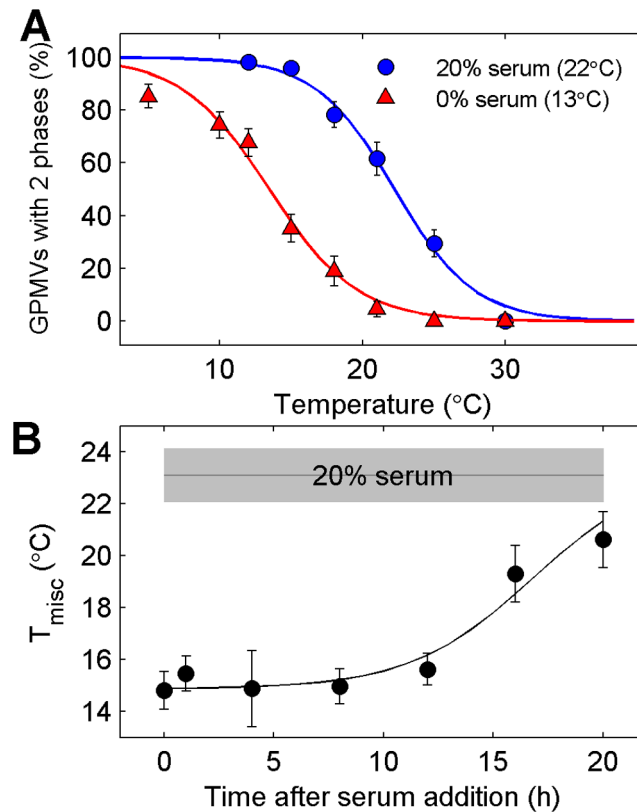 A
GPMVs with 2 phases (%)
100
80
60
40
20
0
20% serum (22°C)
0% serum (13°C)
10
20
30
Temperature (°C)
B
T_misc (°C)
24
22
20
18
16
14
20% serum
0
5
10
15
20
Time after serum addition (h)